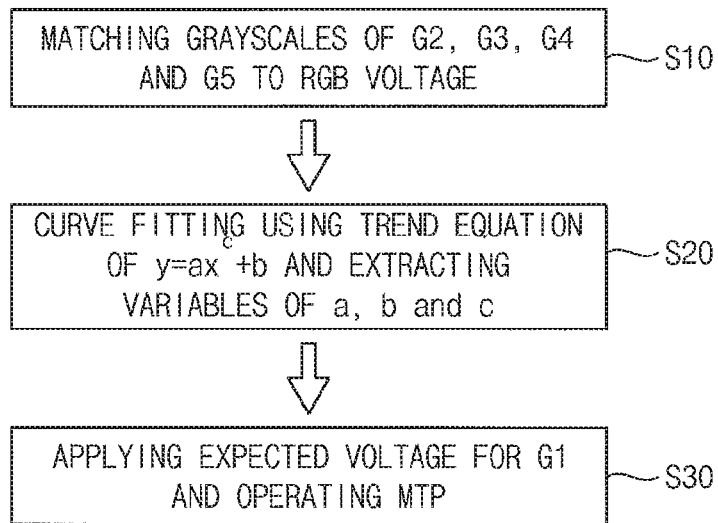 MATCHING GRAYSCALES OF G2, G3, G4
AND G5 TO RGB VOLTAGE
S10
CURVE FITTING USING TREND EQUATION
OF y=ax^c+b AND EXTRACTING
VARIABLES OF a, b and c
S20
APPLYING EXPECTED VOLTAGE FOR G1
AND OPERATING MTP
S30